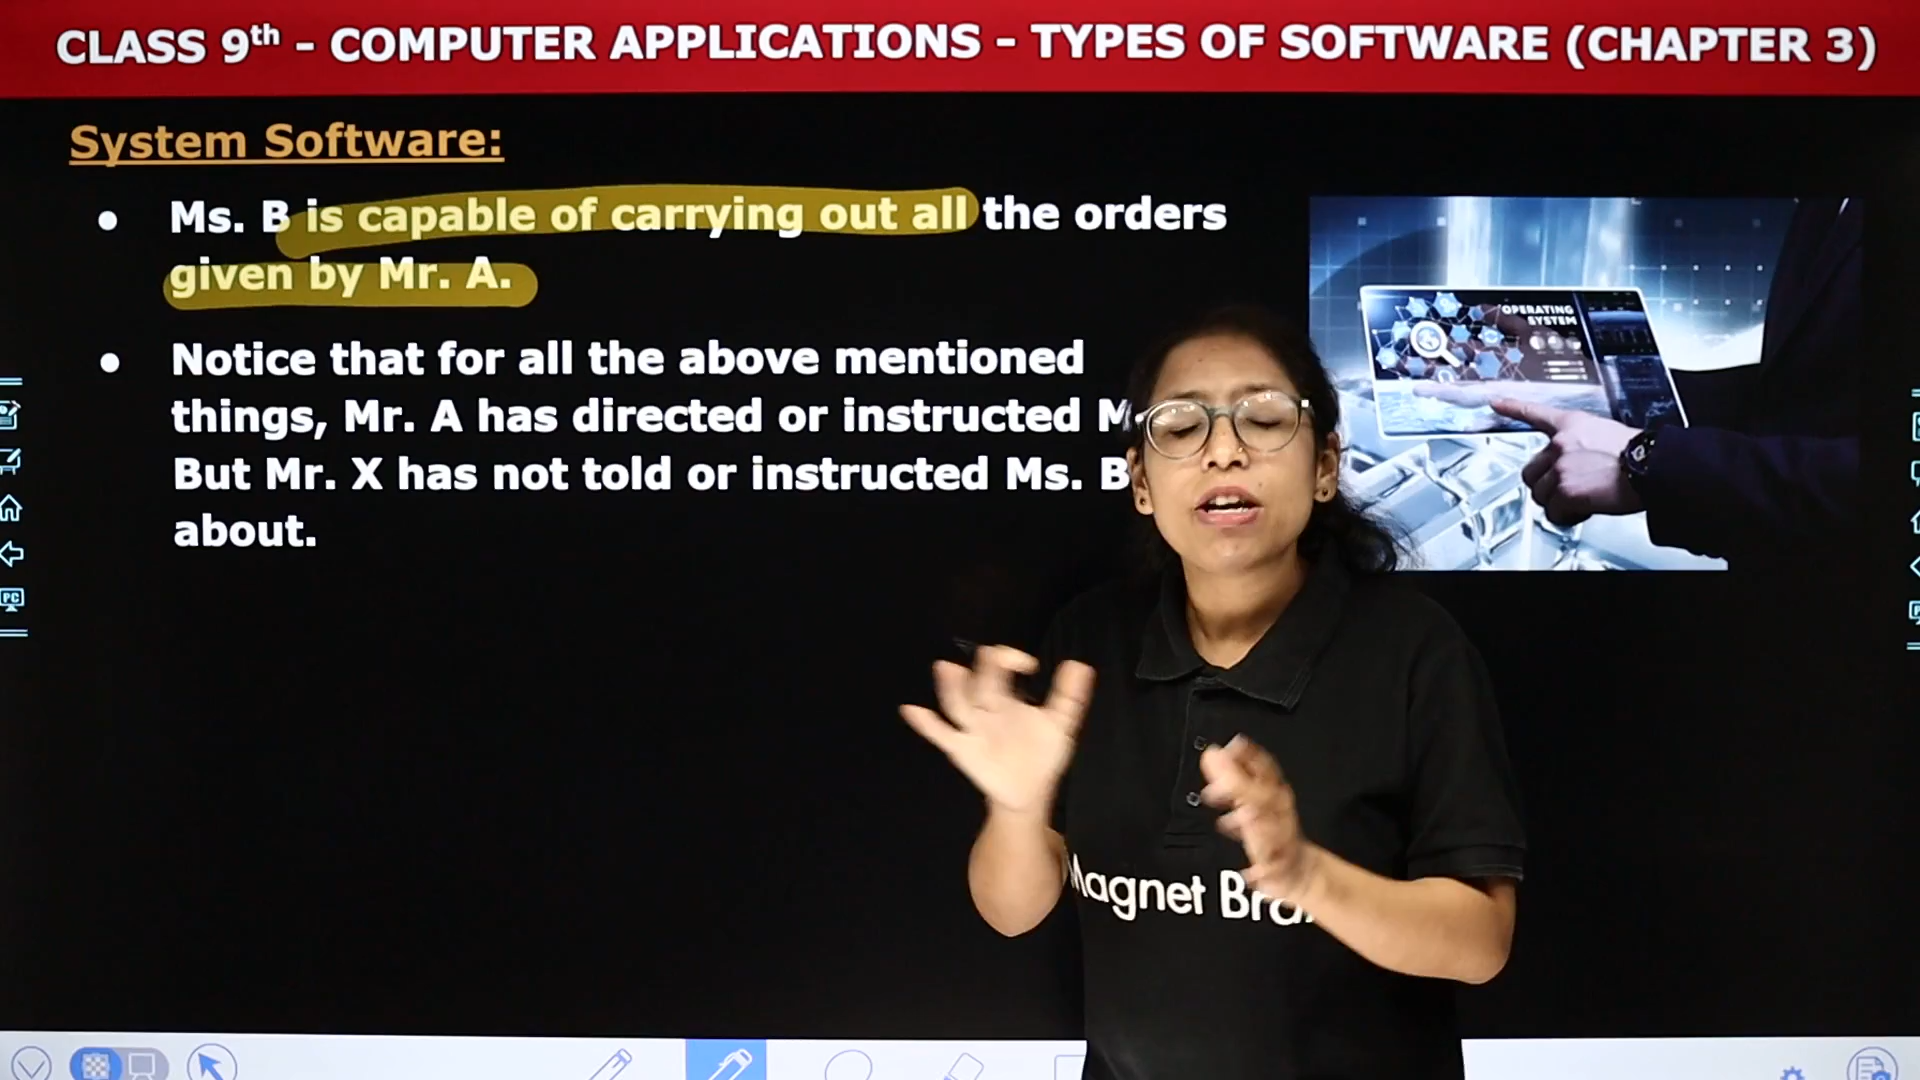 CLASS 9th - COMPUTER APPLICATIONS - TYPES OF SOFTWARE (CHAPTER 3)
System Software:
● Ms. B is capable of carrying out all the orders
given by Mr. A.
● Notice that for all the above mentioned
things, Mr. A has directed or instructed
But Mr. X has not told or instructed Ms. B
about.
OPERATING
SYSTEM
PC
Magnet